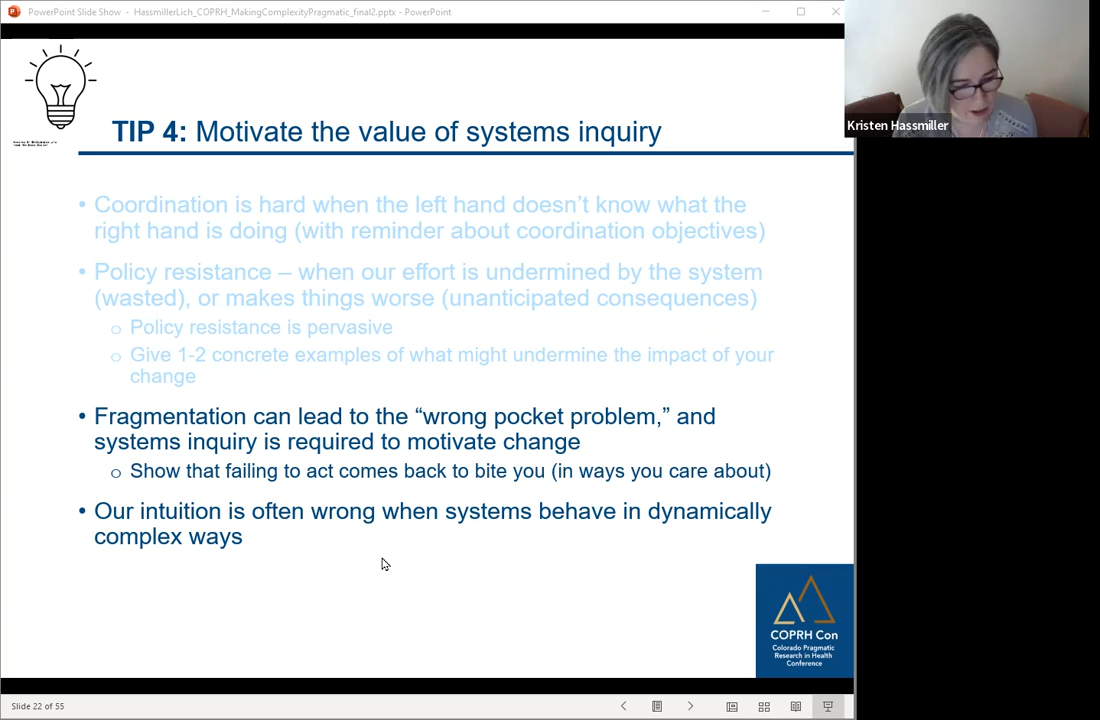 PowerPoint Slide Show - HassmillerLich_COPRH_MakingComplexityPragmatic_final2.pptx - PowerPoint
Kristen Hassmiller
TIP 4: Motivate the value of systems inquiry
• Coordination is hard when the left hand doesn’t know what the
right hand is doing (with reminder about coordination objectives)
• Policy resistance – when our effort is undermined by the system
(wasted), or makes things worse (unanticipated consequences)
o Policy resistance is pervasive
o Give 1-2 concrete examples of what might undermine the impact of your
change
• Fragmentation can lead to the “wrong pocket problem,” and
systems inquiry is required to motivate change
o Show that failing to act comes back to bite you (in ways you care about)
• Our intuition is often wrong when systems behave in dynamically
complex ways
COPRH Con
Colorado Pragmatic
Research in Health
Conference
Slide 22 of 55